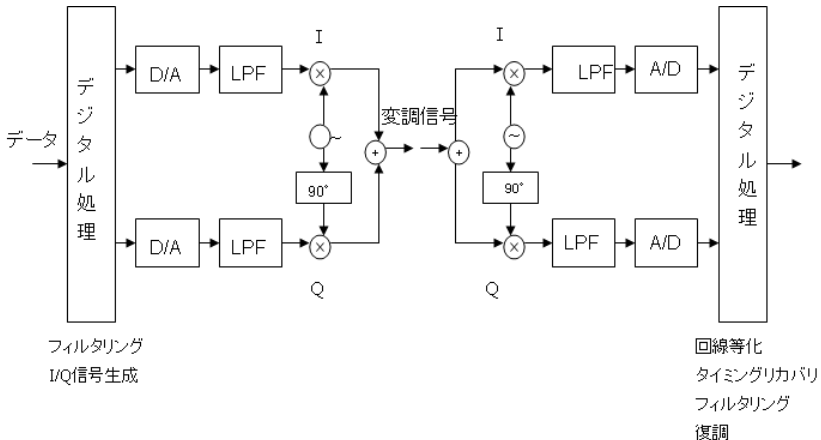 I
I
デジタル処理
D/A
LPF
×
×
LPF
A/D
デジタル処理
データ
~
変調信号
~
+
+
90°
90°
D/A
LPF
×
×
LPF
A/D
Q
Q
フィルタリング
I/Q信号生成
回線等化
タイミングリカバリ
フィルタリング
復調